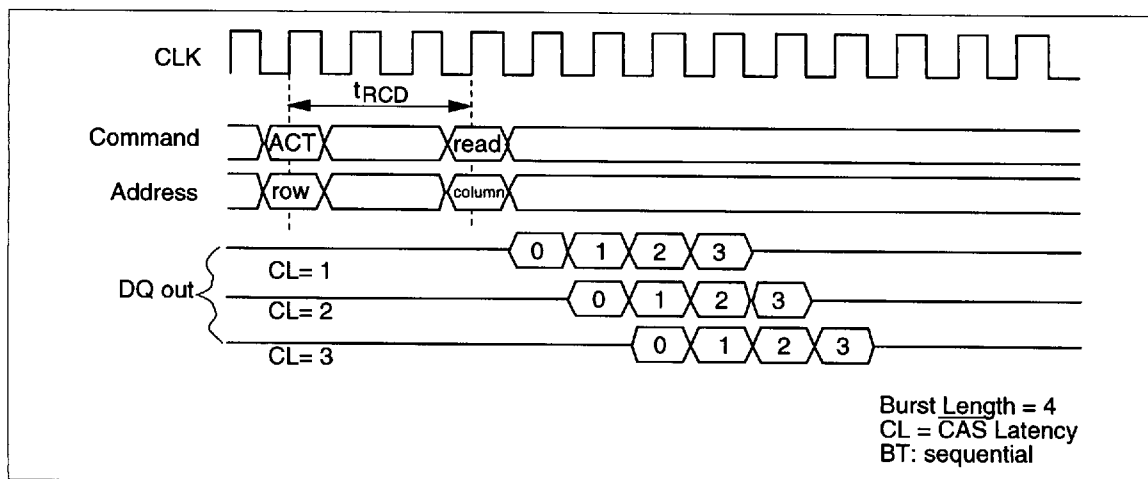 CLK
tRCD
Command ACT read
Address row column
0 1 2 3
CL= 1
DQ out
0 1 2 3
CL= 2
0 1 2 3
CL= 3
Burst Length = 4
CL = C̅A̅S̅ Latency
BT: sequential